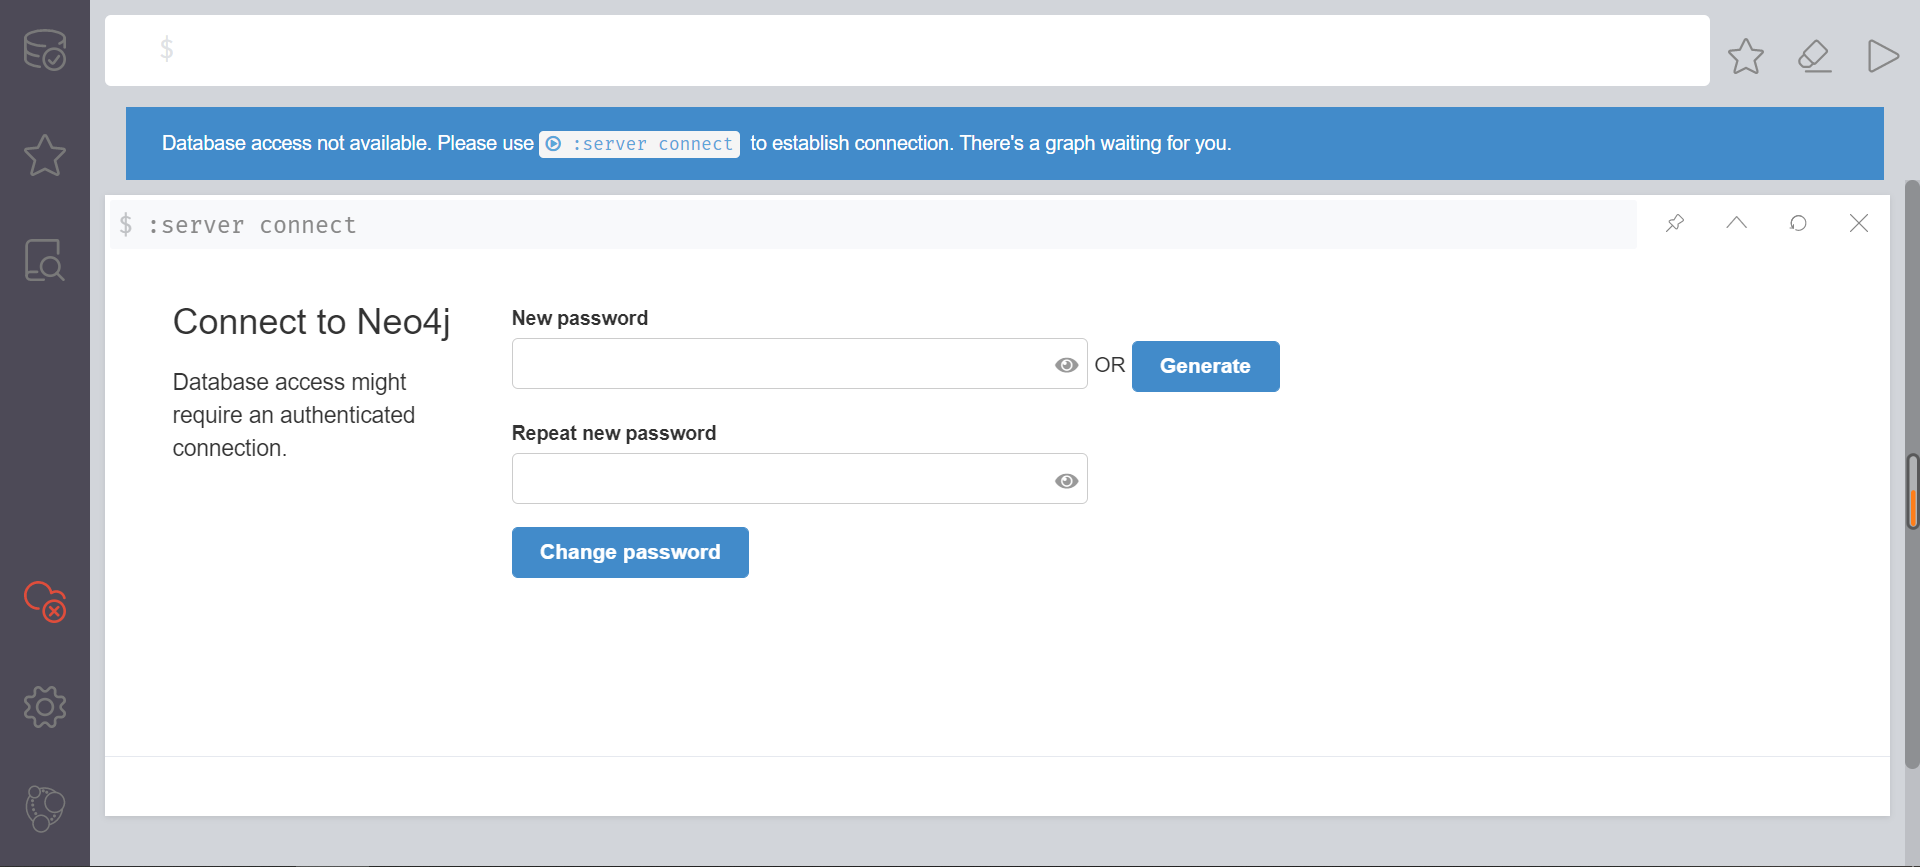 $
Database access not available. Please use :server connect to establish connection. There's a graph waiting for you.
$ :server connect
Connect to Neo4j
Database access might
require an authenticated
connection.
New password
OR Generate
Repeat new password
Change password